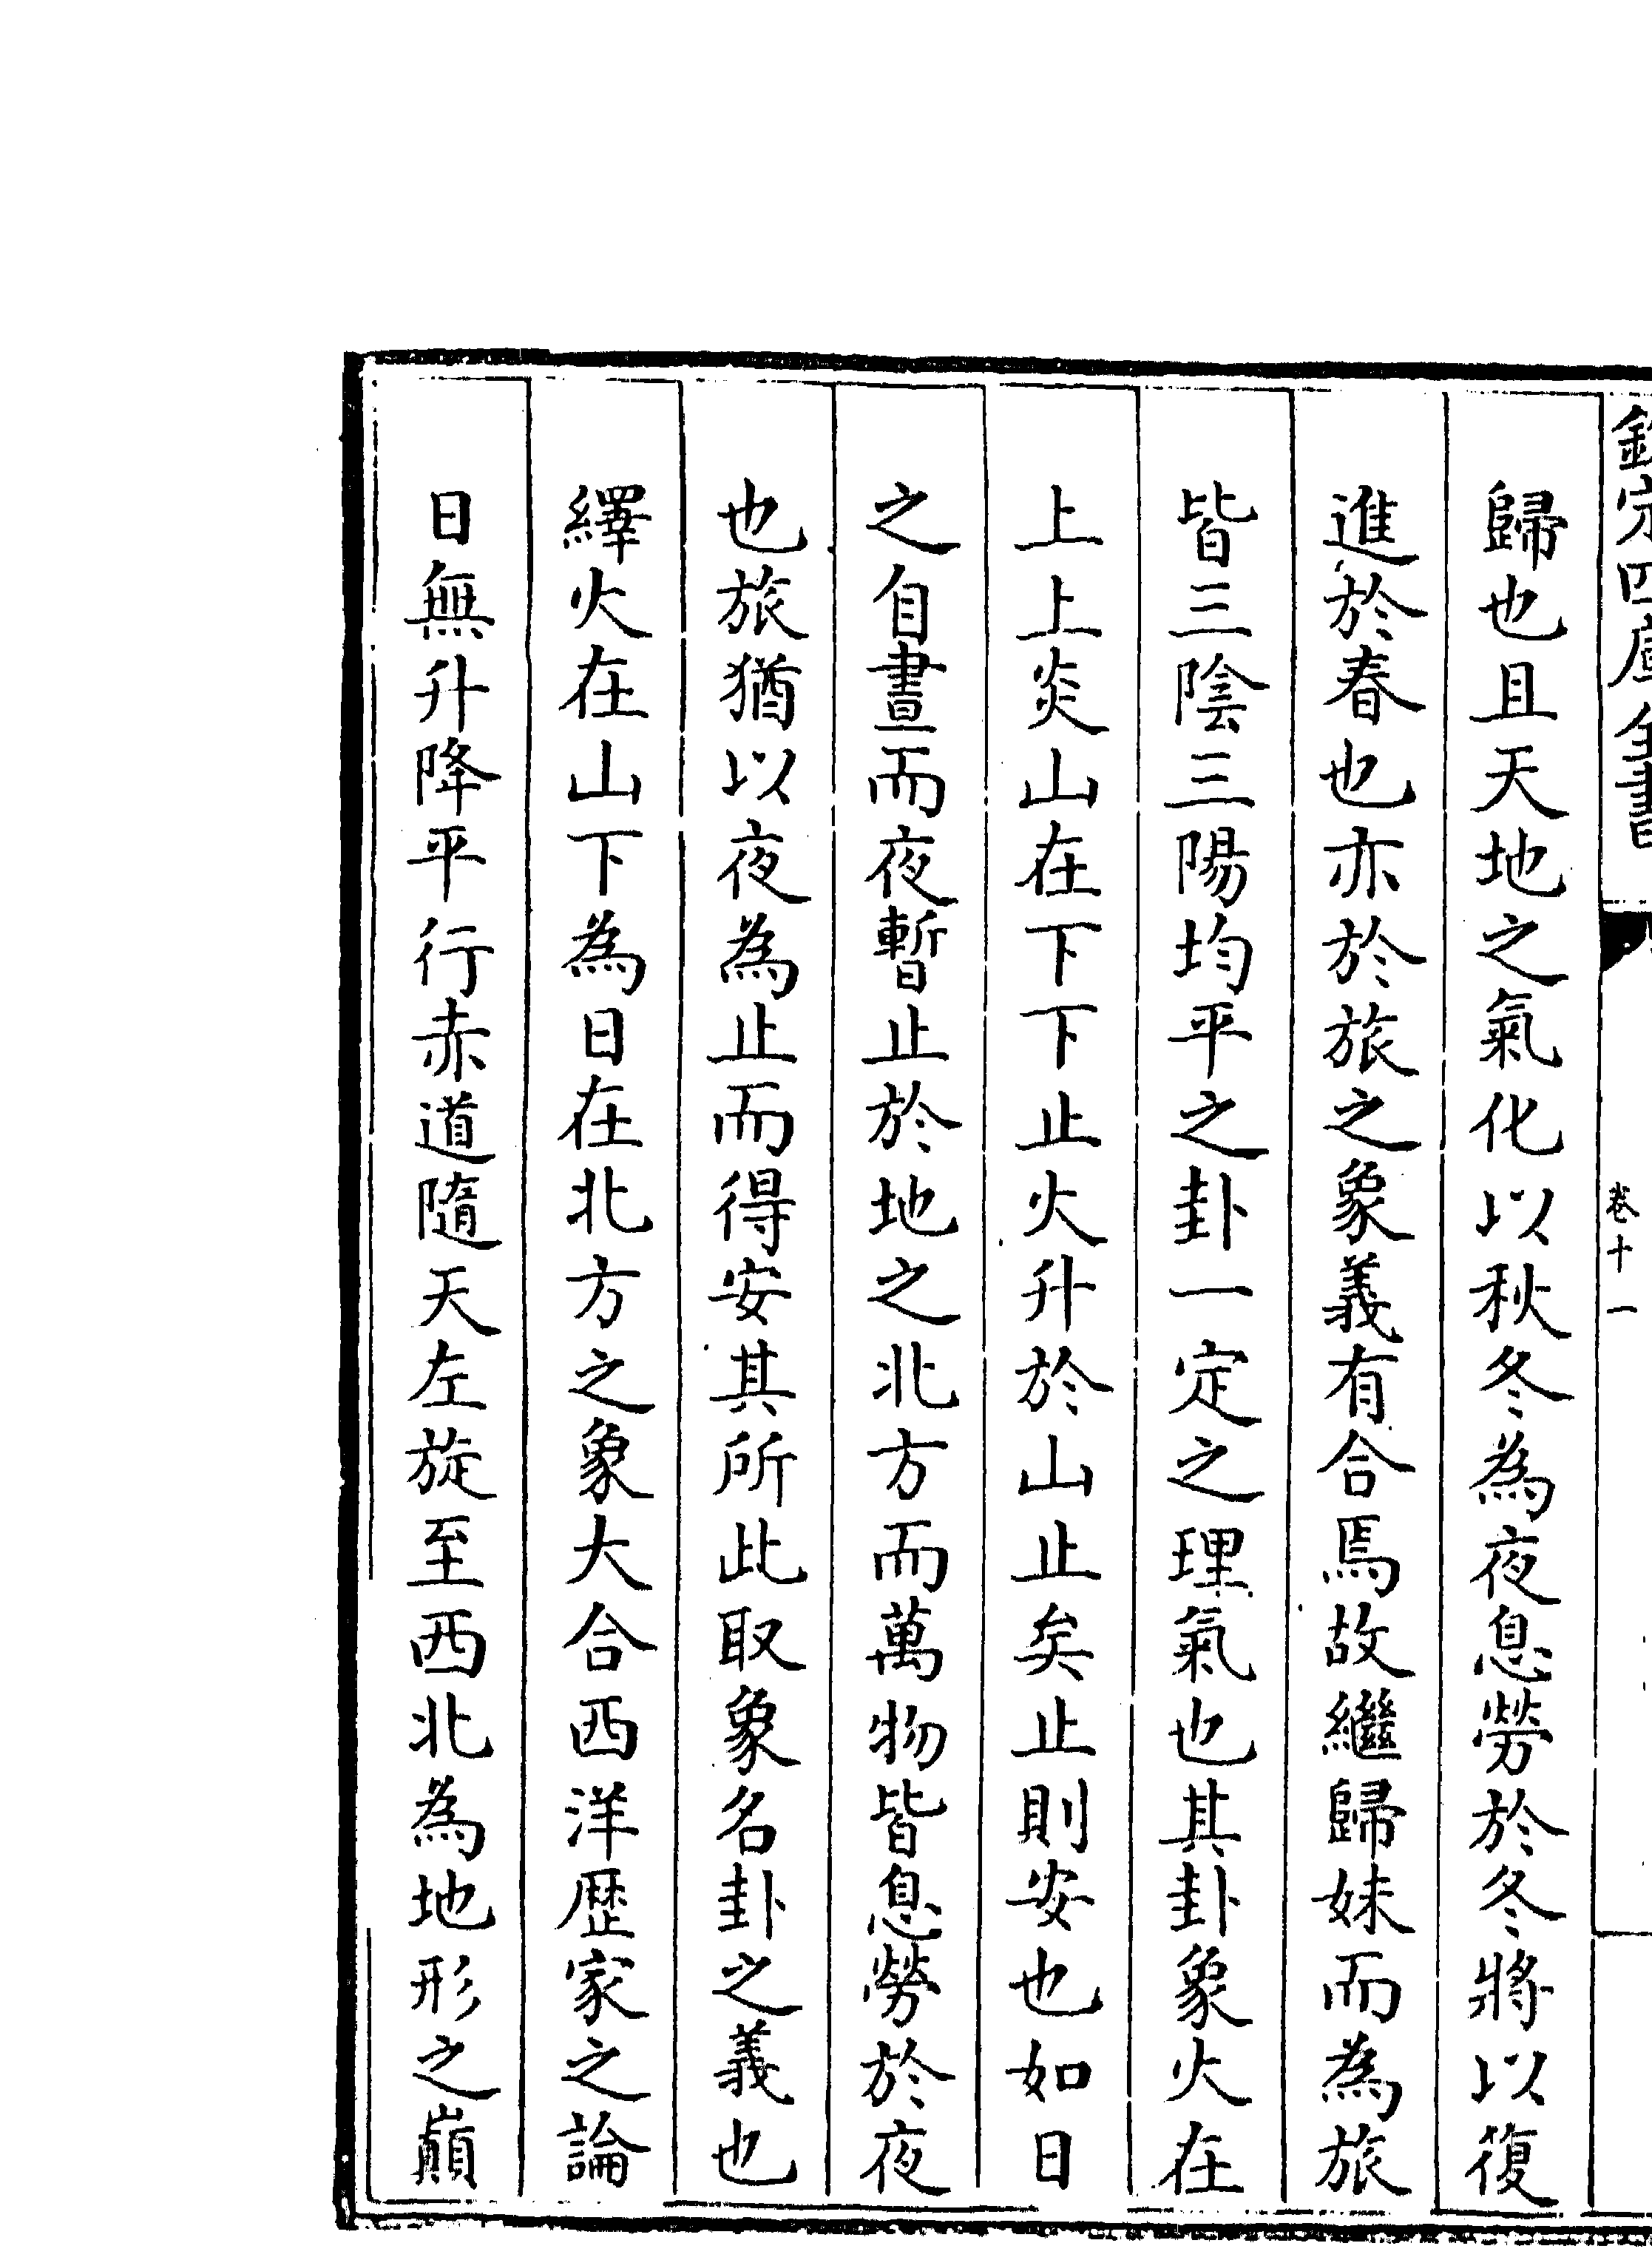 欽定四庫全書
卷十一
歸也且天地之氣化以秋冬為夜息勞於冬將以復
進於春也亦於旅之象義有合焉故繼歸妹而為旅
皆三陰三陽均平之卦一定之理氣也其卦象火在
上上炎山在下下止火升於山止矣止則安也如日
之自晝而夜暫止於地之北方而萬物皆息勞於夜
也旅猶以夜為止而得安其所此取象名卦之義也
繹火在山下為日在北方之象大合西洋歷家之論
日無升降平行赤道隨天左旋至西北為地形之巔